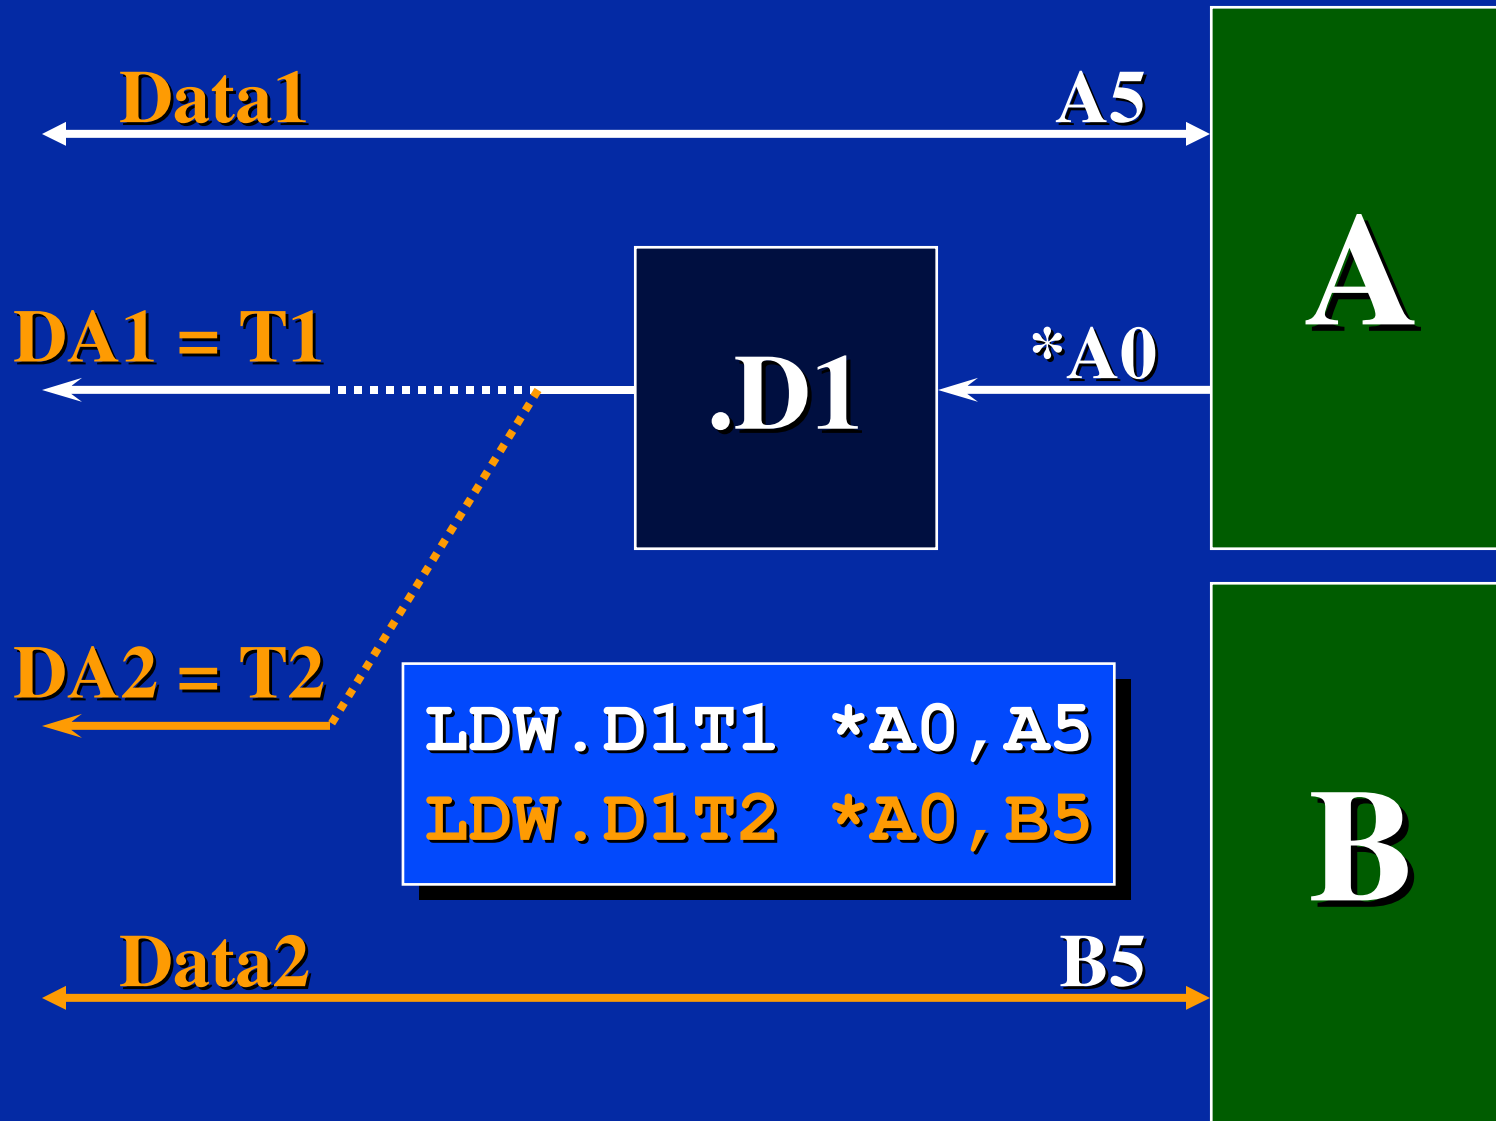 Data1
A5
A
DA1 = T1
*A0
.D1
DA2 = T2
LDW.D1T1 *A0,A5
LDW.D1T2 *A0,B5
B
Data2
B5